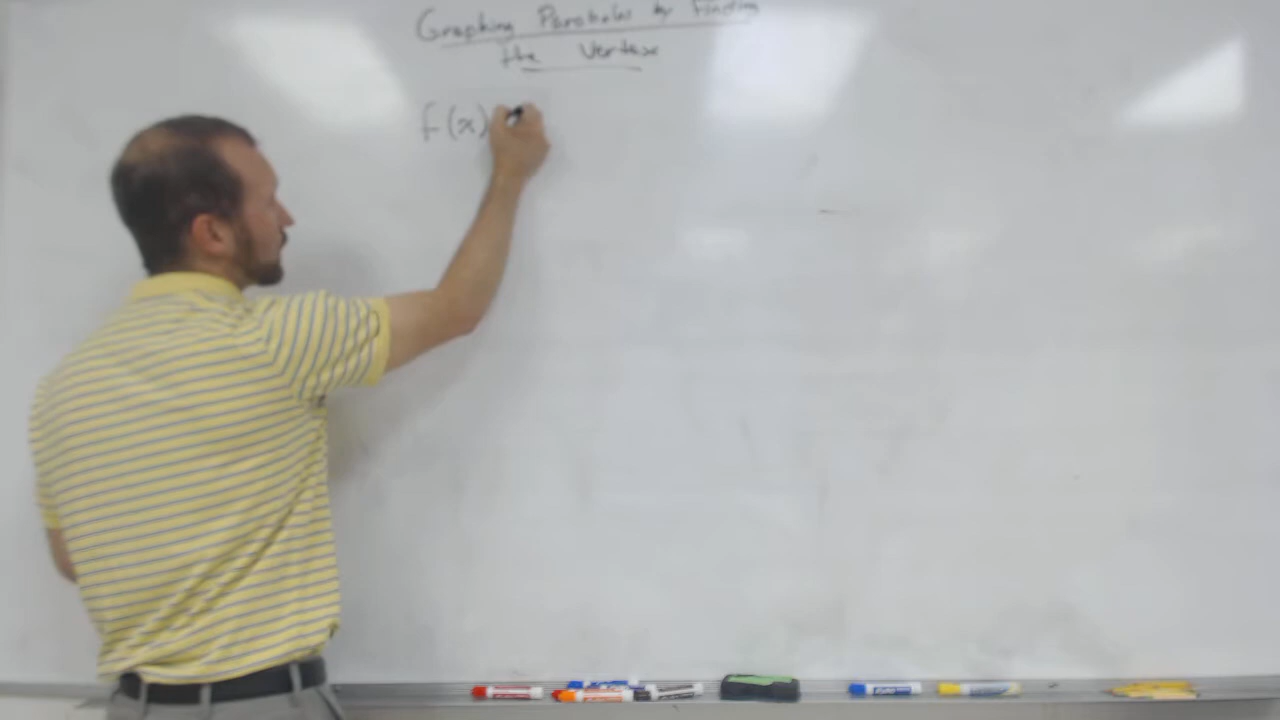 Graphing Parabolas by Finding
the Vertex
f(x)